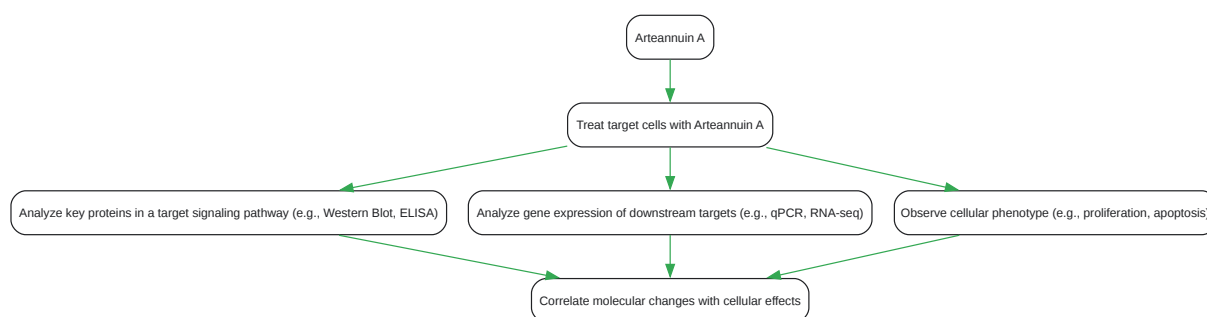 Arteannuin A
Treat target cells with Arteannuin A
Analyze key proteins in a target signaling pathway (e.g., Western Blot, ELISA)
Analyze gene expression of downstream targets (e.g., qPCR, RNA-seq)
Observe cellular phenotype (e.g., proliferation, apoptosis)
Correlate molecular changes with cellular effects